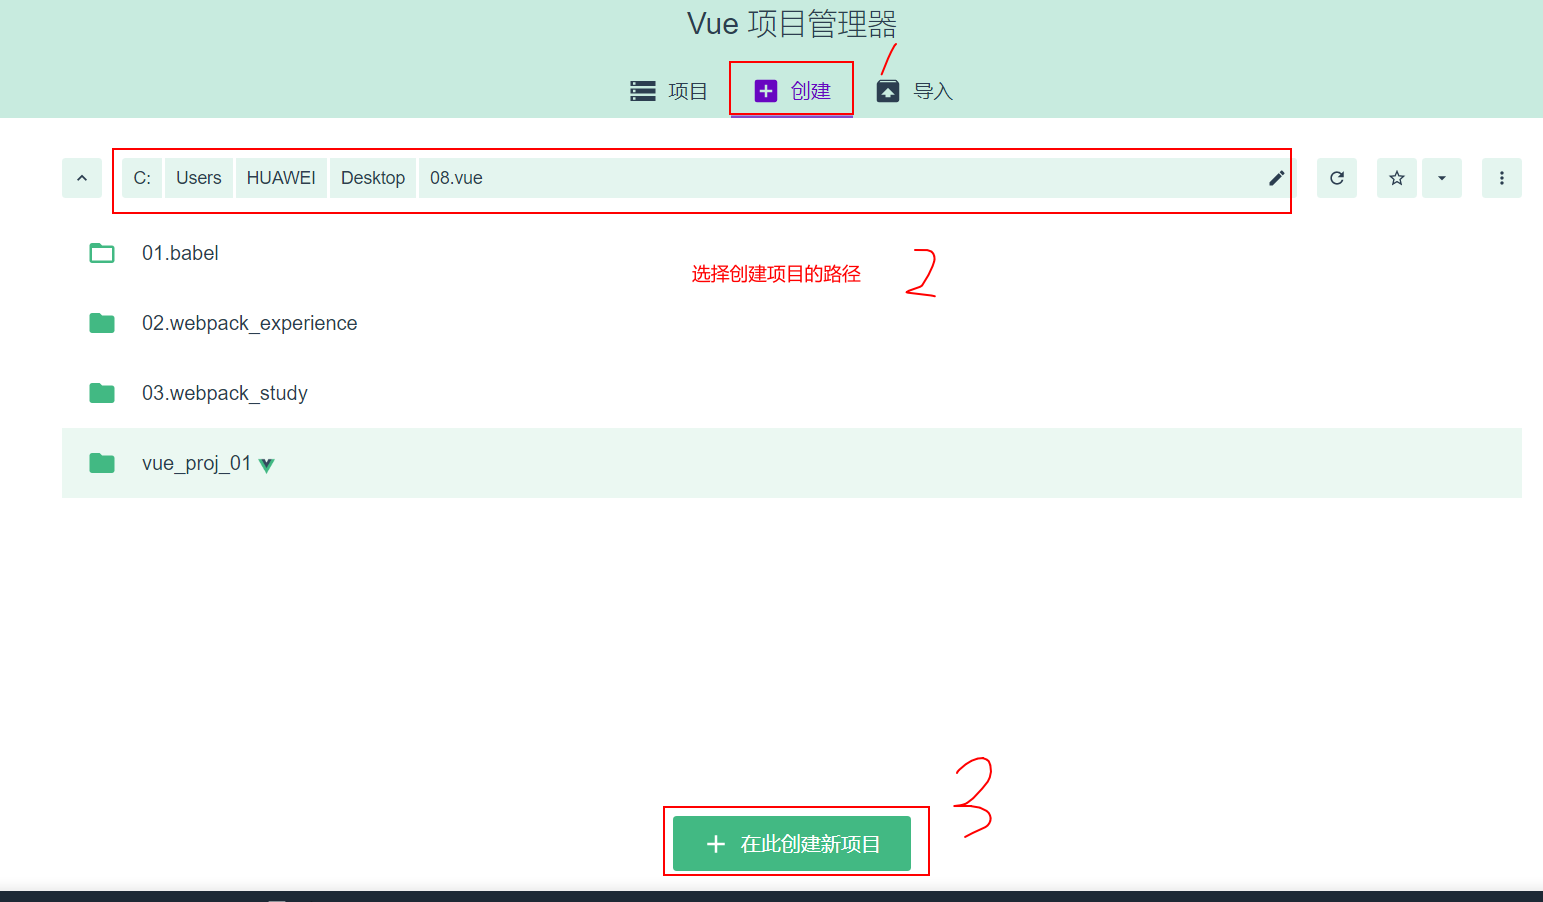 Vue 项目管理器
项目 创建 导入 1
C: Users HUAWEI Desktop 08.vue
01.babel
选择创建项目的路径 2
02.webpack_experience
03.webpack_study
vue_proj_01
3
在此创建新项目